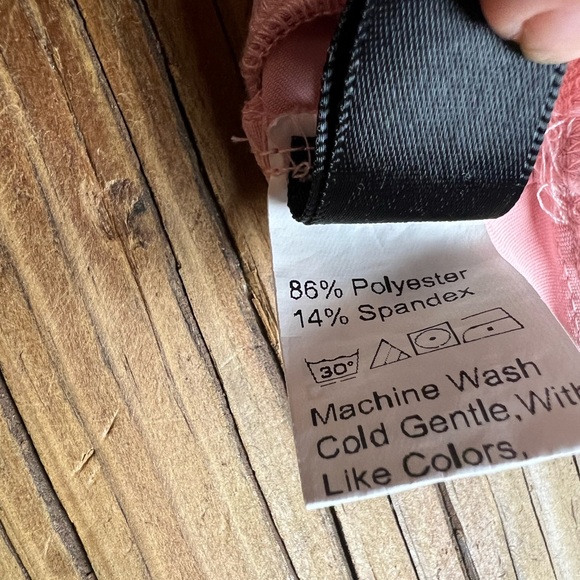 86% Polyester
14% Spandex
30°
Machine Wash
Cold Gentle,With
Like Colors,